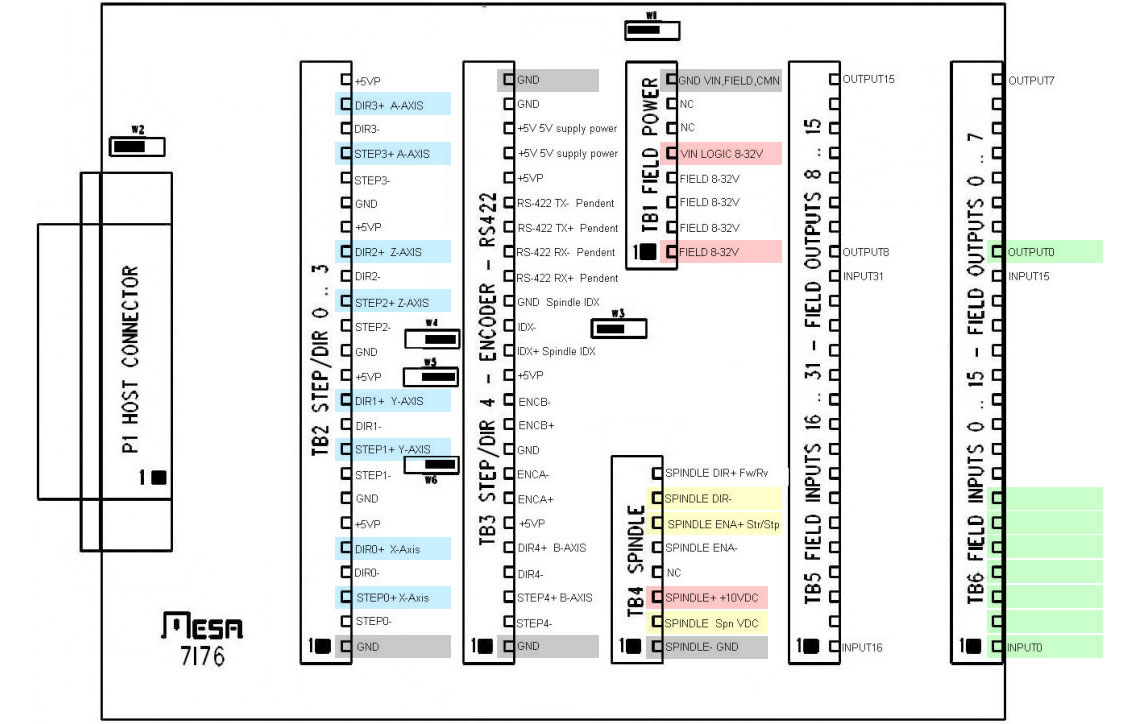 W1
W2
P1 HOST CONNECTOR
1
MESA
7176
TB2 STEP/DIR 0 .. 3
1
+5VP
DIR3+ A-AXIS
DIR3-
STEP3+ A-AXIS
STEP3-
GND
+5VP
DIR2+ Z-AXIS
DIR2-
STEP2+ Z-AXIS
STEP2-
GND
+5VP
DIR1+ Y-AXIS
DIR1-
STEP1+ Y-AXIS
STEP1-
GND
+5VP
DIR0+ X-Axis
DIR0-
STEP0+ X-Axis
STEP0-
GND
W4
W5
W6
TB3 STEP/DIR 4 - ENCODER - RS422
1
GND
GND
+5V 5V supply power
+5V 5V supply power
+5VP
RS-422 TX- Pendent
RS-422 TX+ Pendent
RS-422 RX- Pendent
RS-422 RX+ Pendent
GND Spindle IDX
IDX-
IDX+ Spindle IDX
+5VP
ENCB-
ENCB+
GND
ENCA-
ENCA+
+5VP
DIR4+ B-AXIS
DIR4-
STEP4+ B-AXIS
STEP4-
GND
TB1 FIELD POWER
1
GND VIN,FIELD,CMN
NC
NC
VIN LOGIC 8-32V
FIELD 8-32V
FIELD 8-32V
FIELD 8-32V
FIELD 8-32V
W3
TB4 SPINDLE
1
SPINDLE DIR+ Fw/Rv
SPINDLE DIR-
SPINDLE ENA+ Str/Stp
SPINDLE ENA-
NC
SPINDLE+ +10VDC
SPINDLE Spn VDC
SPINDLE- GND
TB5 FIELD INPUTS 16 .. 31 - FIELD OUTPUTS 8 .. 15
1
OUTPUT15
OUTPUT8
INPUT31
INPUT16
TB6 FIELD INPUTS 0 .. 15 - FIELD OUTPUTS 0 .. 7
1
OUTPUT7
OUTPUT0
INPUT15
INPUT0